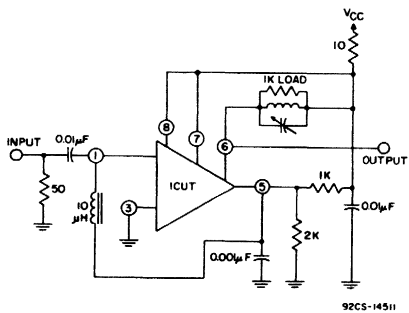 VCC
10
1K LOAD
8
7
INPUT
0.01µF
1
6
OUTPUT
ICUT
50
10
µH
3
5
1K
0.01µF
2K
0.001µF
92CS-14511